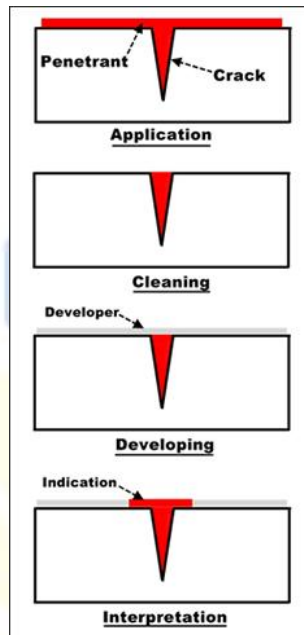 Penetrant
Crack
Application
Cleaning
Developer
Developing
Indication
Interpretation